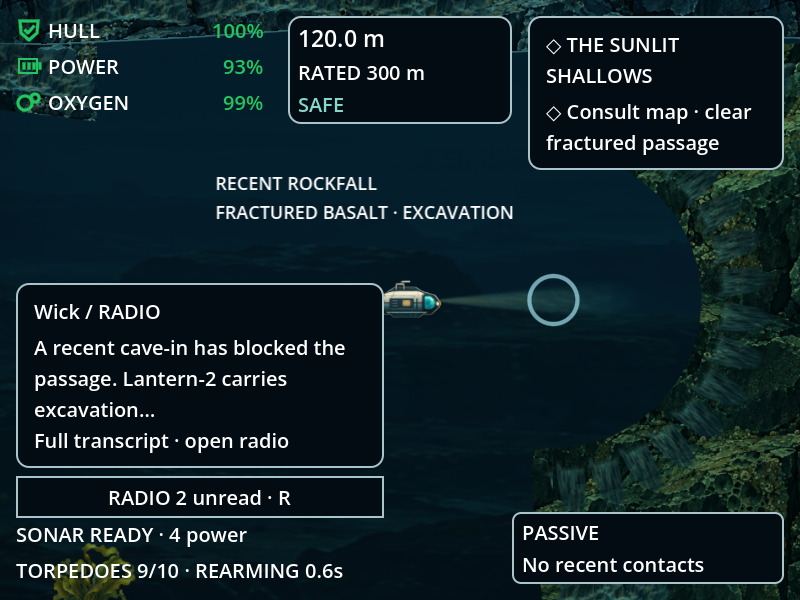 HULL 100%
POWER 93%
OXYGEN 99%
120.0 m
RATED 300 m
SAFE
◇ THE SUNLIT
SHALLOWS
◇ Consult map · clear
fractured passage
RECENT ROCKFALL
FRACTURED BASALT · EXCAVATION
Wick / RADIO
A recent cave-in has blocked the
passage. Lantern-2 carries
excavation...
Full transcript · open radio
RADIO 2 unread · R
SONAR READY · 4 power
TORPEDOES 9/10 · REARMING 0.6s
PASSIVE
No recent contacts